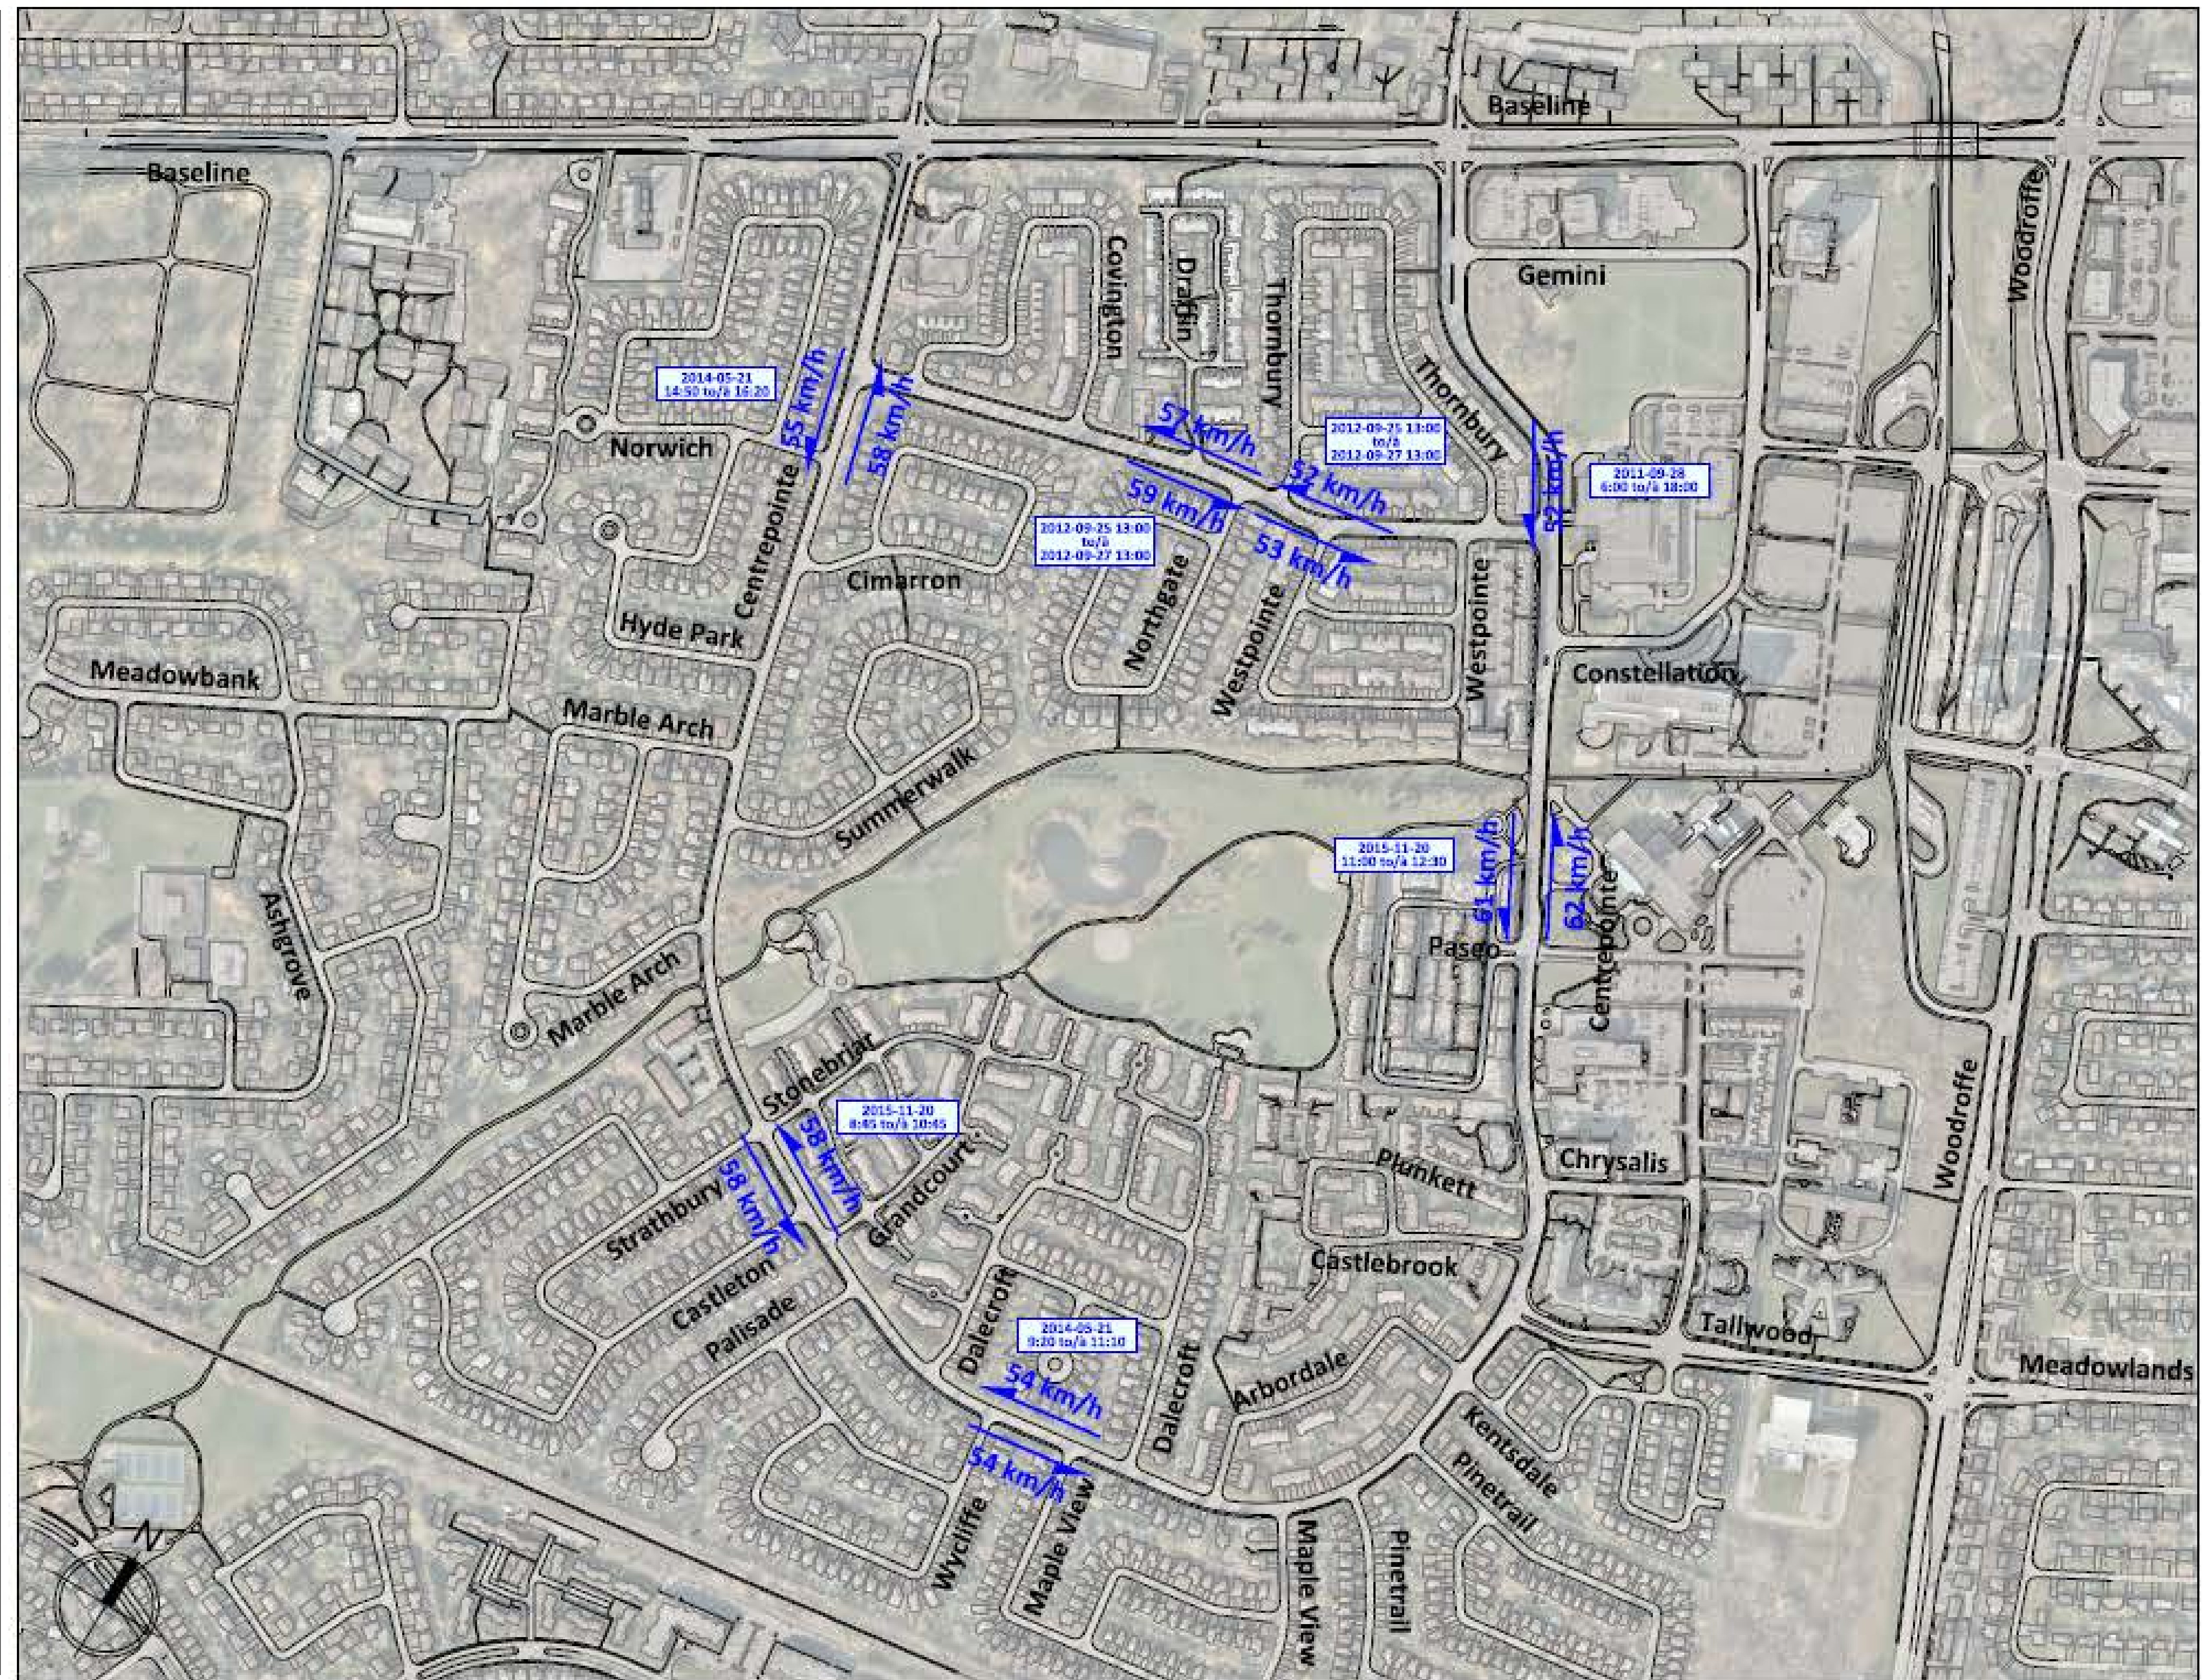 Baseline
Baseline
Woodroffe
Covington
Draffin
Thornbury
Gemini
Thornbury
2014-05-21
14:50 to/à 16:20
55 km/h
58 km/h
Norwich
57 km/h
2012-09-25 13:00
to/à
2012-09-27 13:00
52 km/h
52 km/h
2011-09-28
6:00 to/à 18:00
59 km/h
53 km/h
2012-09-25 13:00
to/à
2012-09-27 13:00
Centrepointe
Cimarron
Northgate
Westpointe
Westpointe
Hyde Park
Meadowbank
Marble Arch
Constellation
Summerwalk
2015-11-20
11:00 to/à 12:30
61 km/h
62 km/h
Centrepointe
Paseo
Ashgrove
Marble Arch
Stonebriar
2015-11-20
8:45 to/à 10:45
58 km/h
58 km/h
Strathbury
Grandcourt
Castleton
Palisade
Plunkett
Chrysalis
Woodroffe
Castlebrook
Dalecroft
2014-05-21
9:20 to/à 11:10
54 km/h
54 km/h
Dalecroft
Arbordale
Tallwood
Meadowlands
Kentsdale
Pinetrail
Wycliffe
Maple View
Maple View
Pinetrail
N